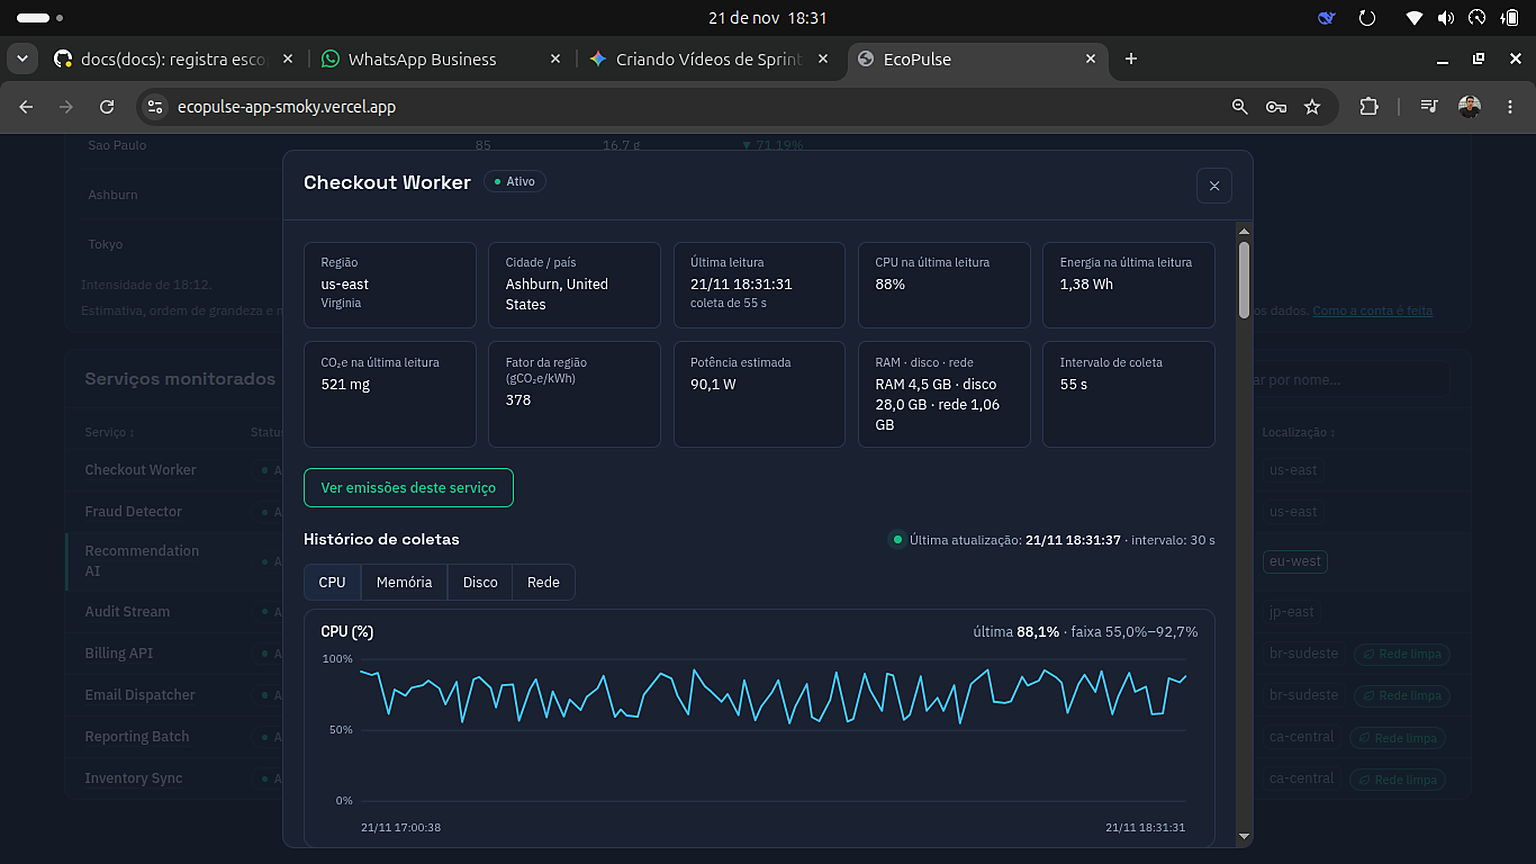 21 de nov 18:31
docs(docs): registra esco
WhatsApp Business
Criando Vídeos de Sprint
EcoPulse
ecopulse-app-smoky.vercel.app
Sao Paulo 85 16,7 g ▼ 71,19%
Ashburn
Tokyo
Intensidade de 18:12.
Estimativa, ordem de grandeza e n
os dados. Como a conta é feita
Checkout Worker
Ativo
Região
us-east
Virginia
Cidade / país
Ashburn, United
States
Última leitura
21/11 18:31:31
coleta de 55 s
CPU na última leitura
88%
Energia na última leitura
1,38 Wh
CO₂e na última leitura
521 mg
Fator da região
(gCO₂e/kWh)
378
Potência estimada
90,1 W
RAM · disco · rede
RAM 4,5 GB · disco
28,0 GB · rede 1,06
GB
Intervalo de coleta
55 s
Ver emissões deste serviço
Histórico de coletas
Última atualização: 21/11 18:31:37 · intervalo: 30 s
CPU
Memória
Disco
Rede
CPU (%)
última 88,1% · faixa 55,0%–92,7%
100%
50%
0%
21/11 17:00:38
21/11 18:31:31
Serviços monitorados
ar por nome...
Serviço ↕ Statu Localização ↕
Checkout Worker A us-east
Fraud Detector A us-east
Recommendation
AI A eu-west
Audit Stream A jp-east
Billing API A br-sudeste Rede limpa
Email Dispatcher A br-sudeste Rede limpa
Reporting Batch A ca-central Rede limpa
Inventory Sync A ca-central Rede limpa